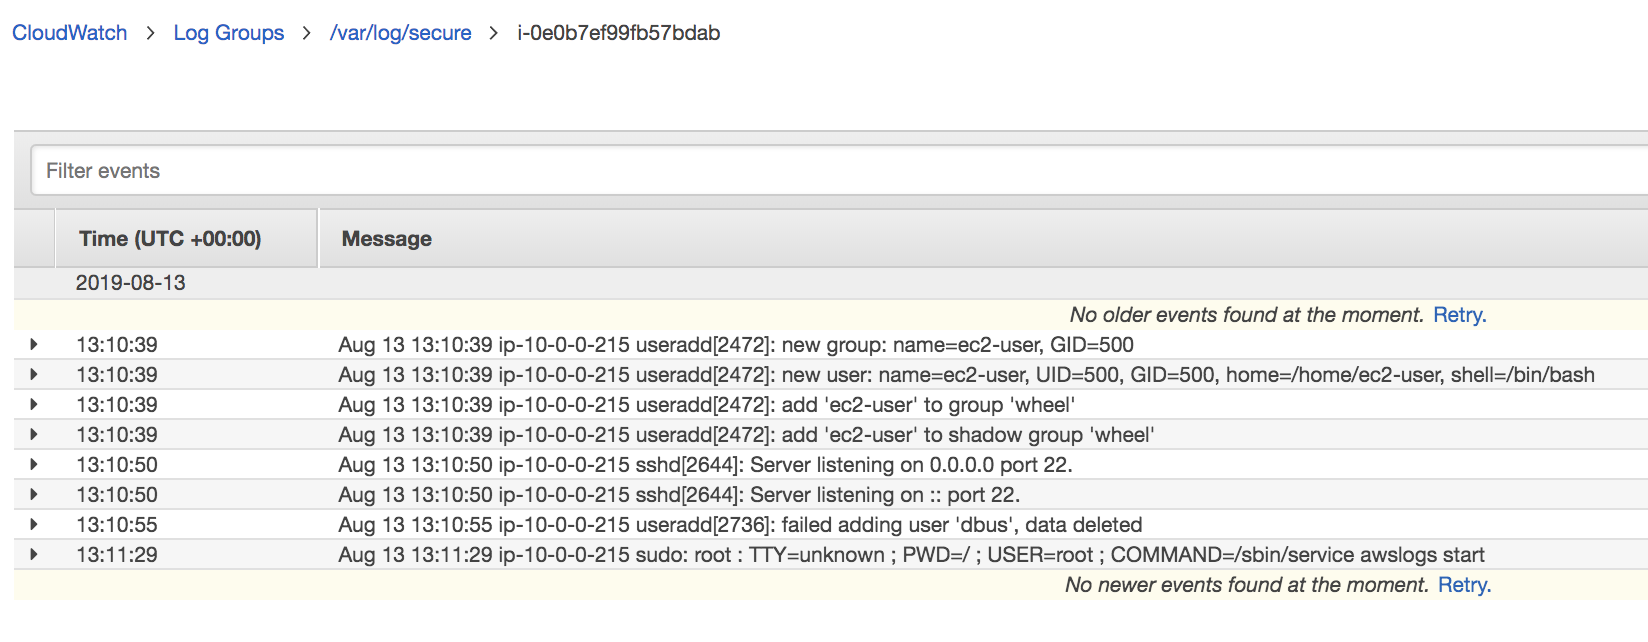 CloudWatch > Log Groups > /var/log/secure > i-0e0b7ef99fb57bdab
Filter events
Time (UTC +00:00) Message
2019-08-13
No older events found at the moment. Retry.
13:10:39 Aug 13 13:10:39 ip-10-0-0-215 useradd[2472]: new group: name=ec2-user, GID=500
13:10:39 Aug 13 13:10:39 ip-10-0-0-215 useradd[2472]: new user: name=ec2-user, UID=500, GID=500, home=/home/ec2-user, shell=/bin/bash
13:10:39 Aug 13 13:10:39 ip-10-0-0-215 useradd[2472]: add 'ec2-user' to group 'wheel'
13:10:39 Aug 13 13:10:39 ip-10-0-0-215 useradd[2472]: add 'ec2-user' to shadow group 'wheel'
13:10:50 Aug 13 13:10:50 ip-10-0-0-215 sshd[2644]: Server listening on 0.0.0.0 port 22.
13:10:50 Aug 13 13:10:50 ip-10-0-0-215 sshd[2644]: Server listening on :: port 22.
13:10:55 Aug 13 13:10:55 ip-10-0-0-215 useradd[2736]: failed adding user 'dbus', data deleted
13:11:29 Aug 13 13:11:29 ip-10-0-0-215 sudo: root : TTY=unknown ; PWD=/ ; USER=root ; COMMAND=/sbin/service awslogs start
No newer events found at the moment. Retry.